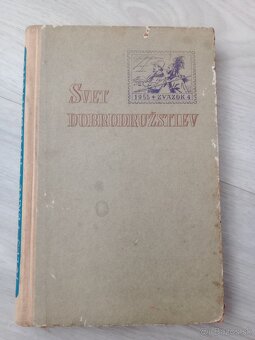 SVET
DOBRODRUŽSTIEV
1955 + ZVÄZOK 4